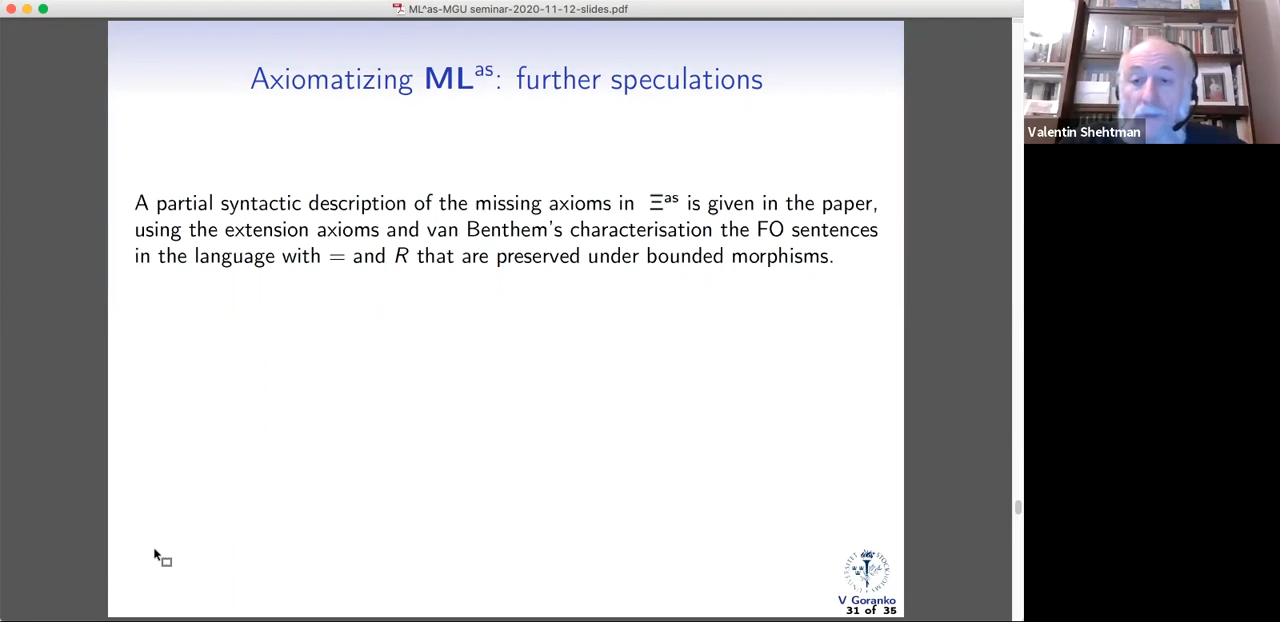 ML^as-MGU seminar-2020-11-12-slides.pdf
Axiomatizing ML^as: further speculations
A partial syntactic description of the missing axioms in Ξ^as is given in the paper,
using the extension axioms and van Benthem's characterisation the FO sentences
in the language with = and R that are preserved under bounded morphisms.
V Goranko
31 of 35
Valentin Shehtman